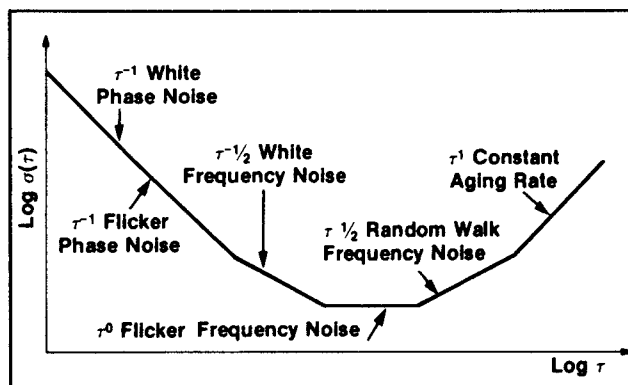 τ⁻¹ White
Phase Noise
τ⁻½ White
Frequency Noise
τ¹ Constant
Aging Rate
Log σ(τ)
τ⁻¹ Flicker
Phase Noise
τ ½ Random Walk
Frequency Noise
τ⁰ Flicker Frequency Noise
Log τ